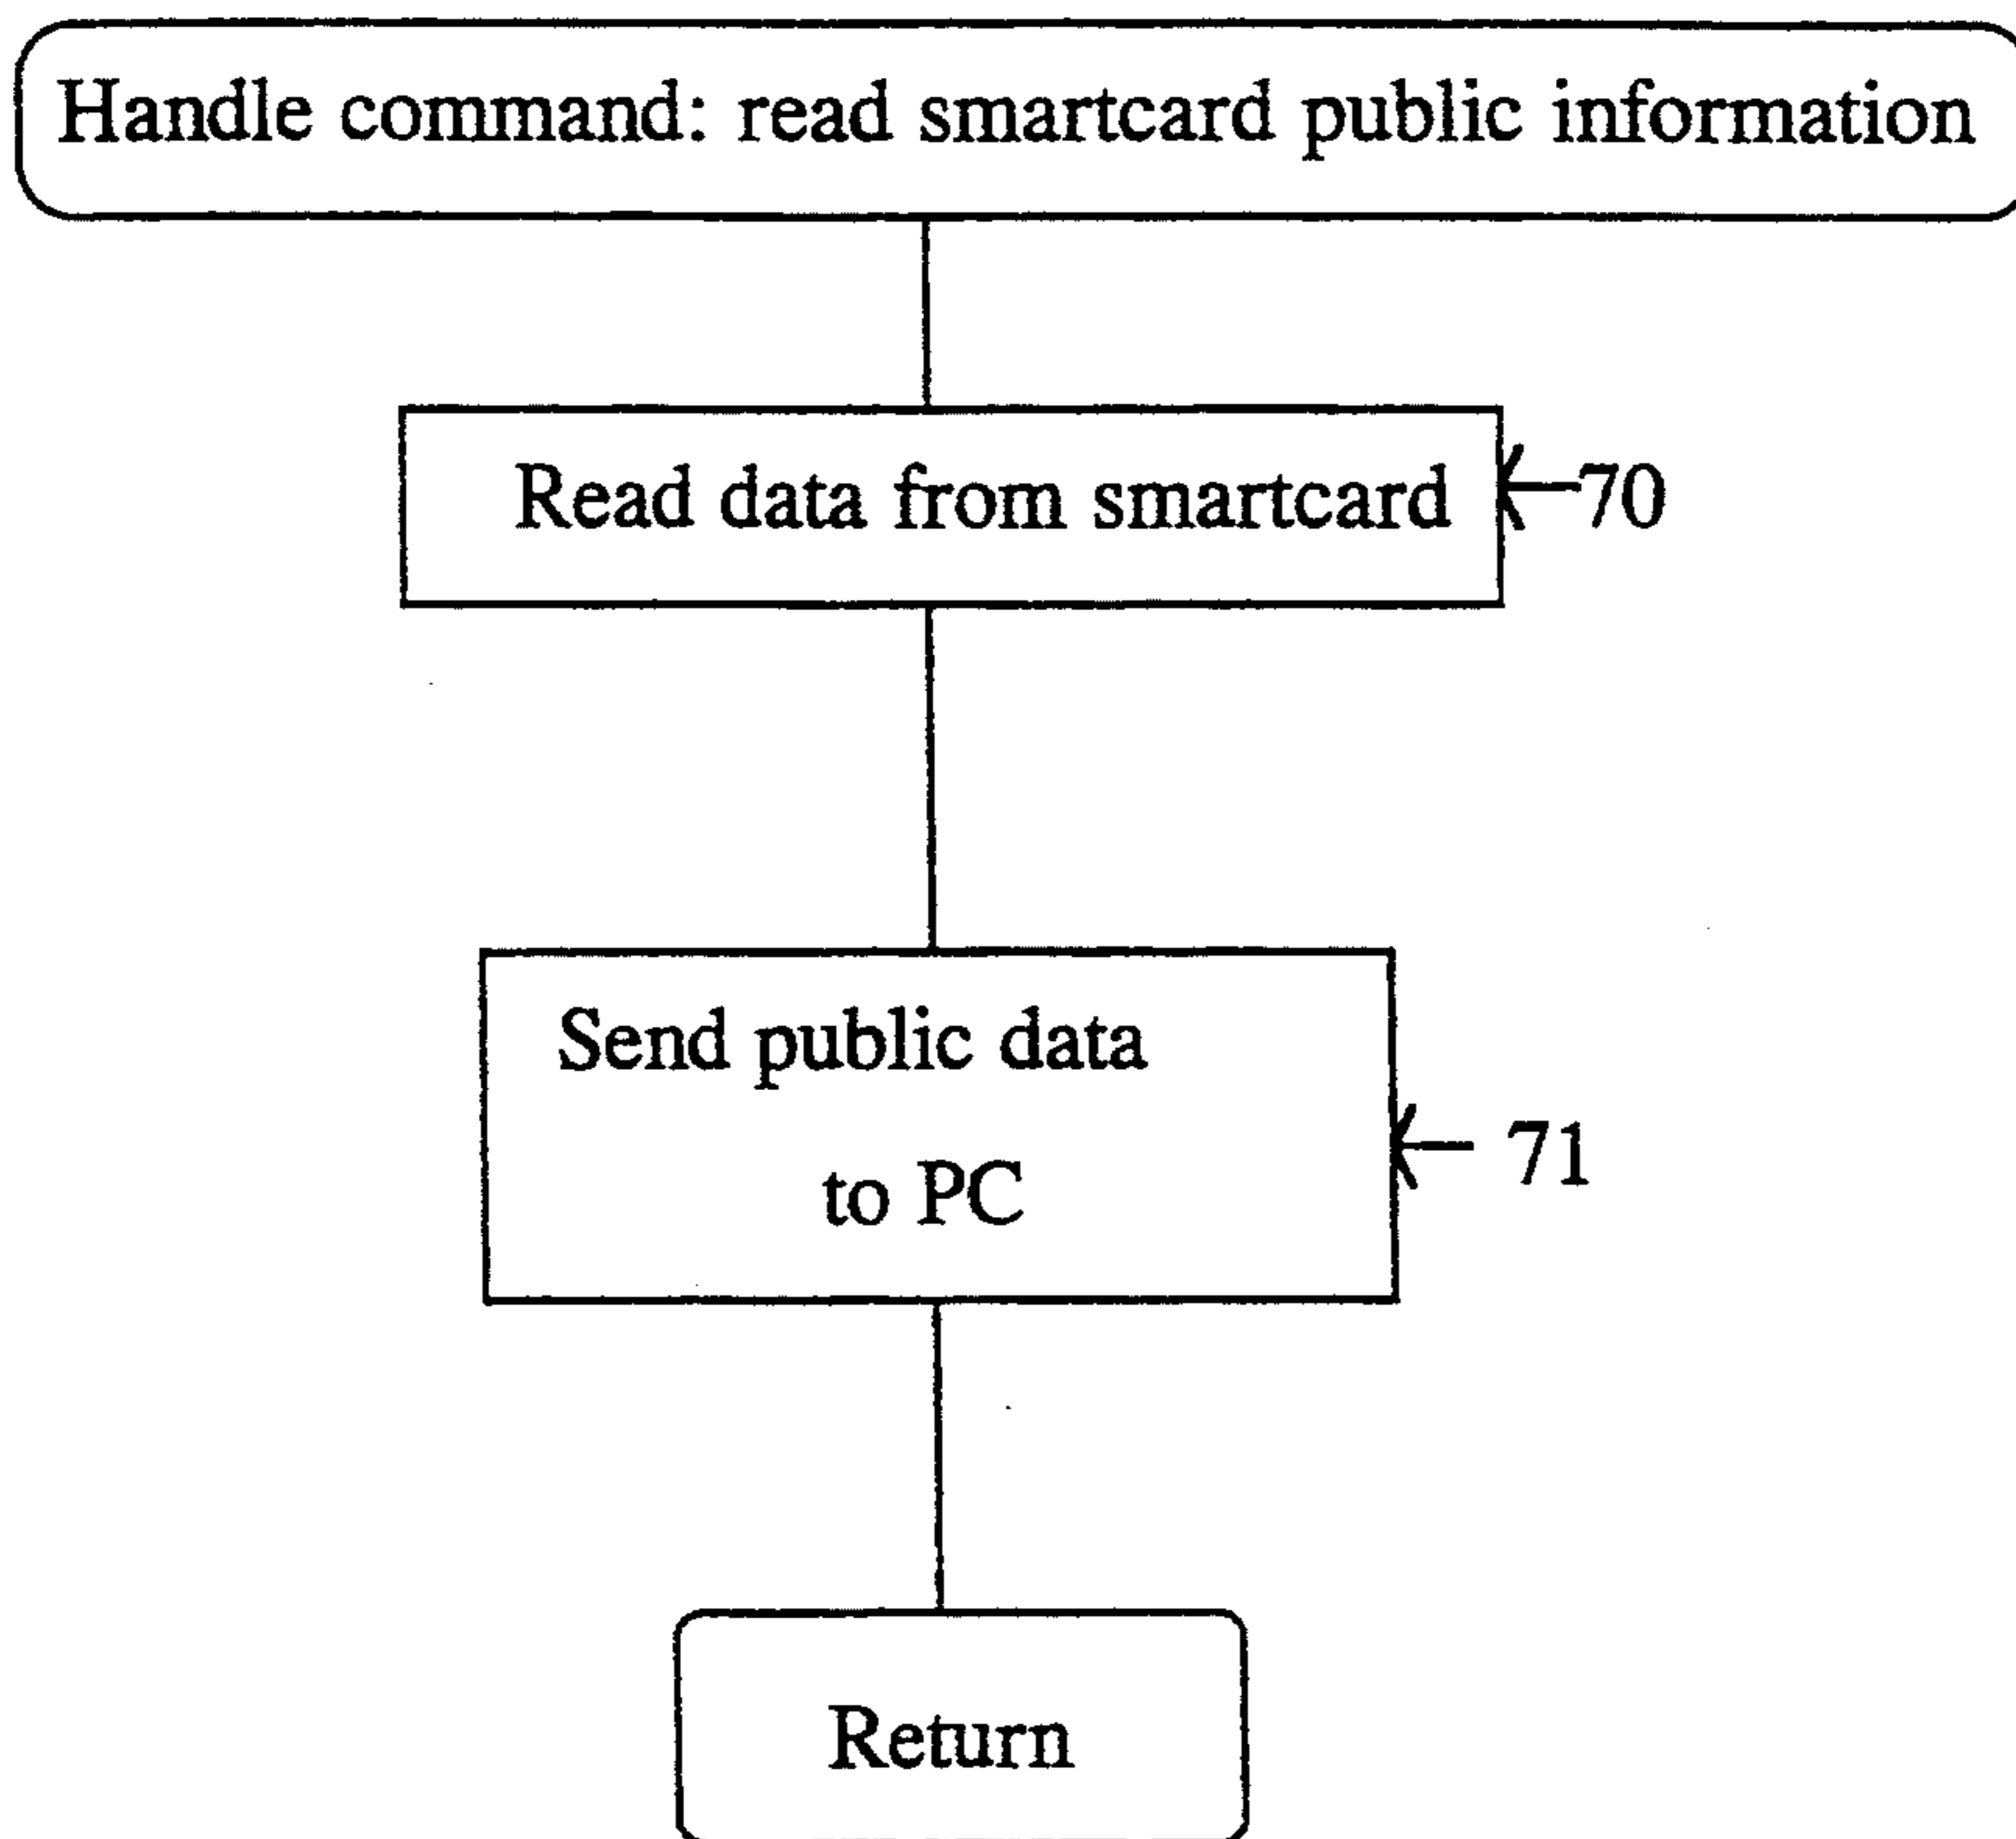 Handle command: read smartcard public information
Read data from smartcard
70
Send public data
to PC
71
Return